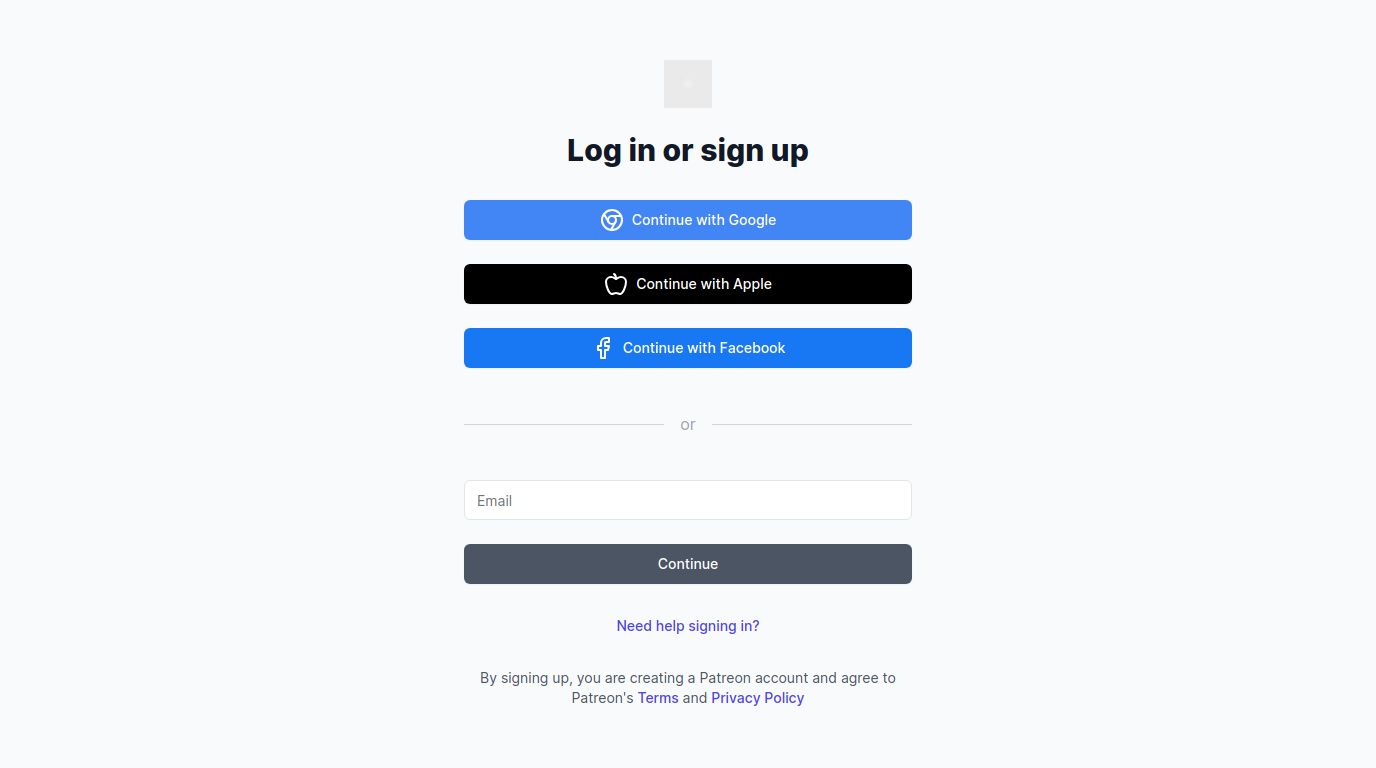 Log in or sign up
Continue with Google
Continue with Apple
Continue with Facebook
or
Email
Continue
Need help signing in?
By signing up, you are creating a Patreon account and agree to
Patreon's Terms and Privacy Policy